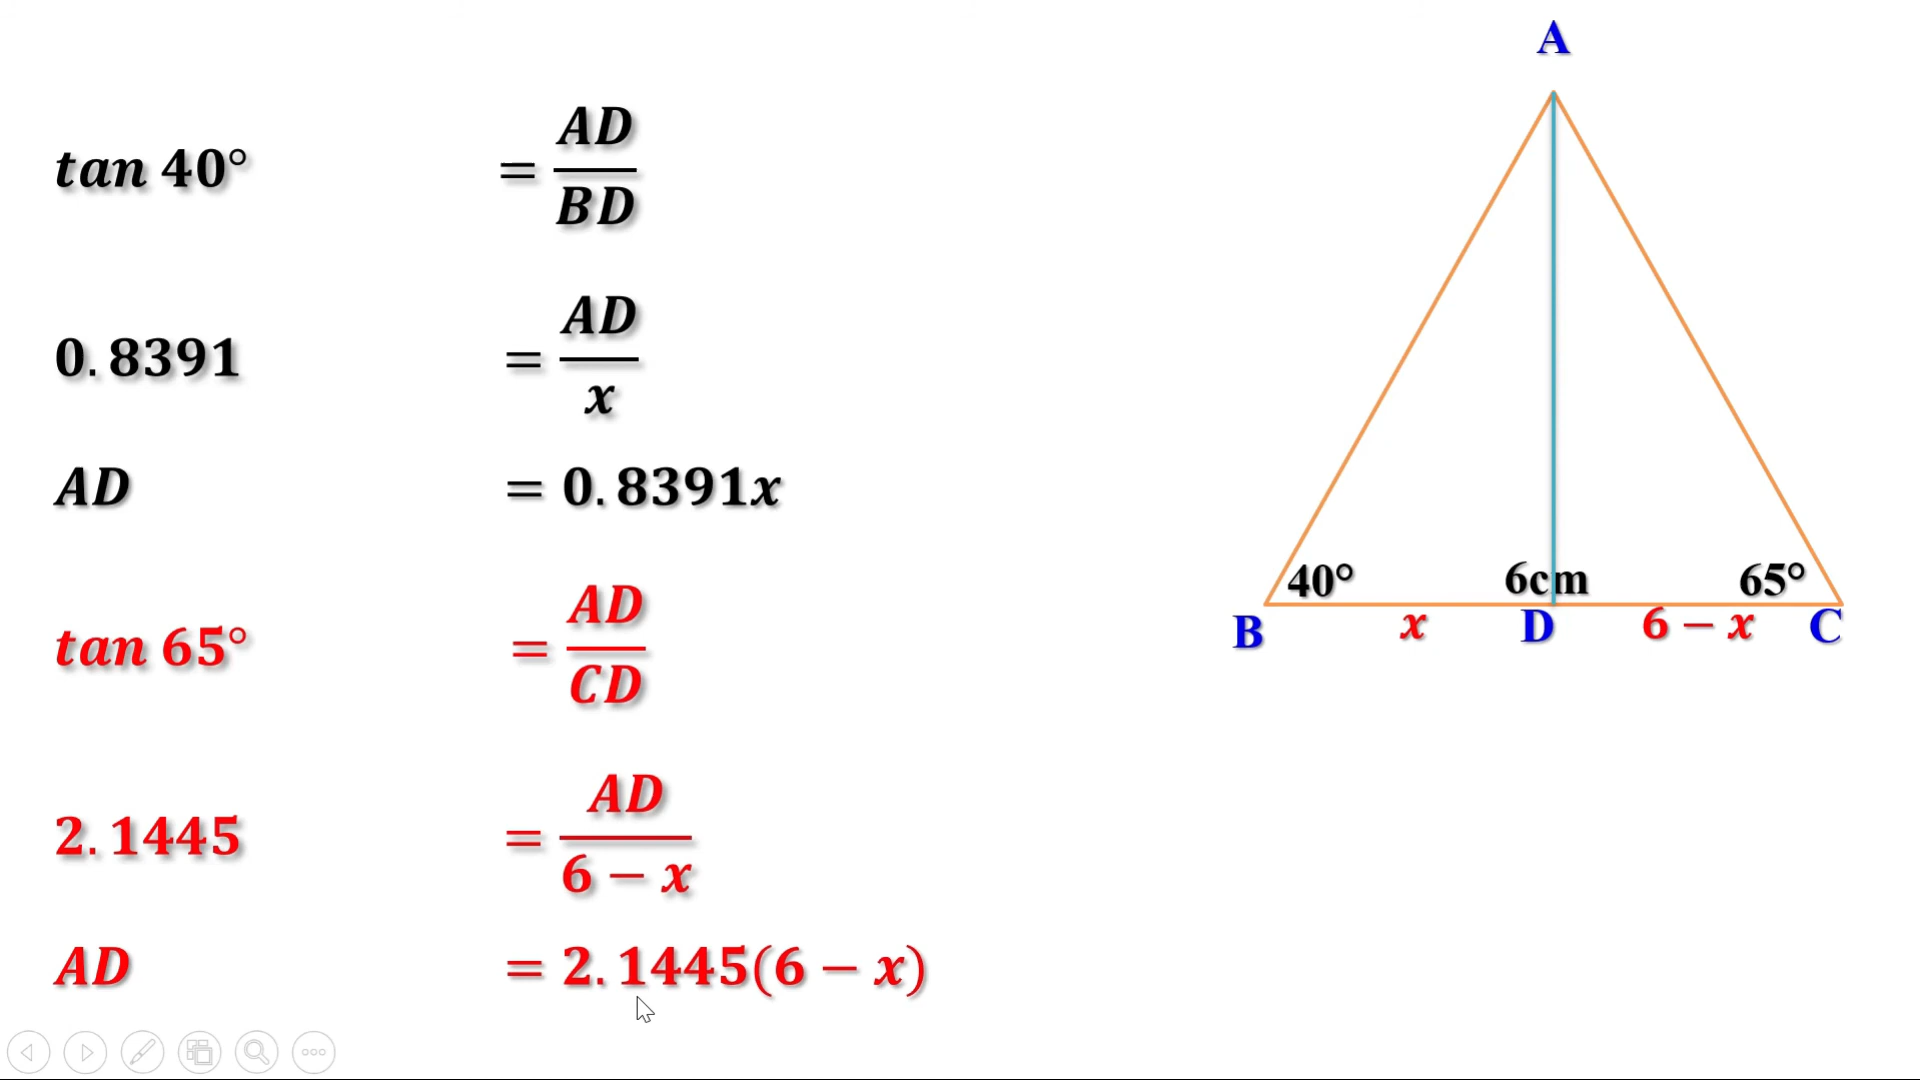 tan 40° = AD/BD
0.8391 = AD/x
AD = 0.8391x
tan 65° = AD/CD
2.1445 = AD/(6 − x)
AD = 2.1445(6 − x)
A
40° 6cm 65°
B x D 6 − x C